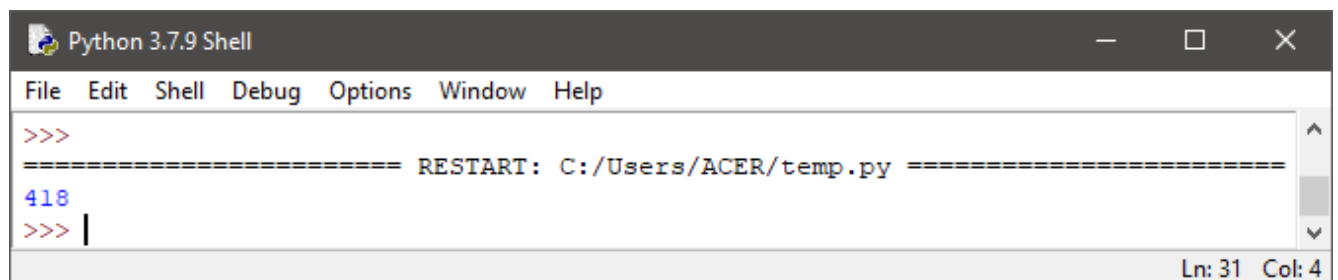 Python 3.7.9 Shell
File Edit Shell Debug Options Window Help
>>>
======================== RESTART: C:/Users/ACER/temp.py ========================
418
>>>
Ln: 31 Col: 4